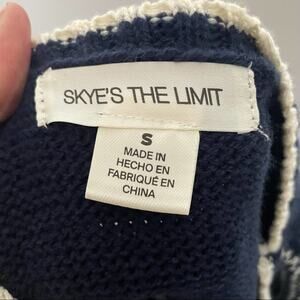 SKYE'S THE LIMIT
S
MADE IN
HECHO EN
FABRIQUÉ EN
CHINA